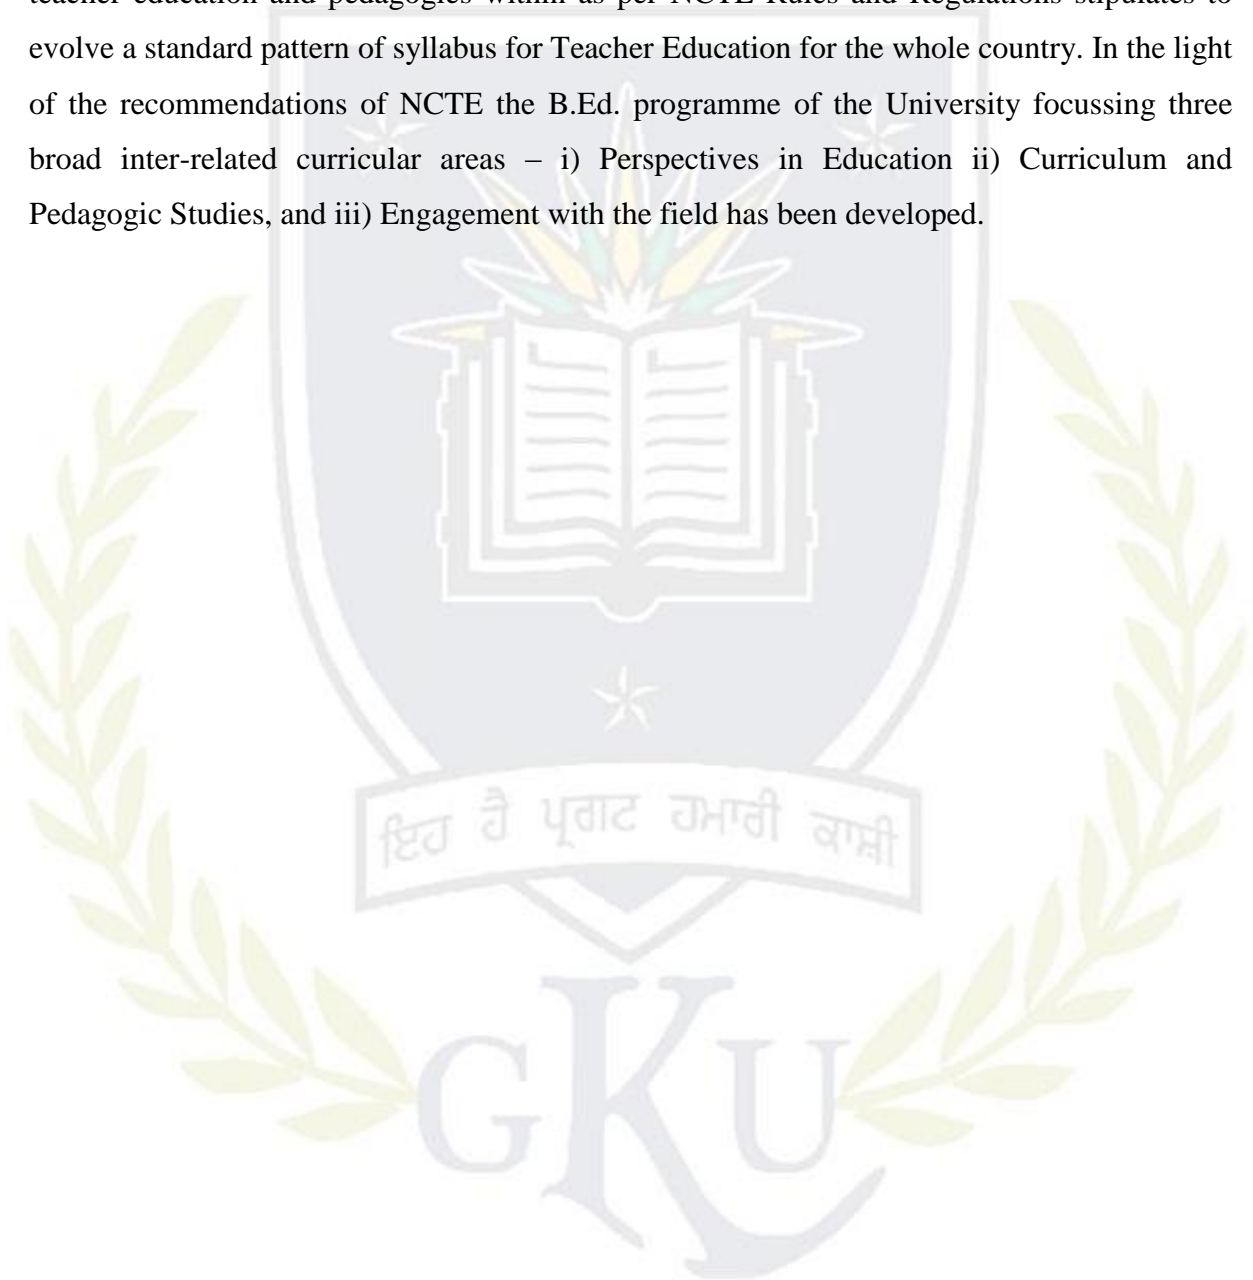 teacher education and pedagogies within as per NCTE Rules and Regulations stipulates to
evolve a standard pattern of syllabus for Teacher Education for the whole country. In the light
of the recommendations of NCTE the B.Ed. programme of the University focussing three
broad inter-related curricular areas – i) Perspectives in Education ii) Curriculum and
Pedagogic Studies, and iii) Engagement with the field has been developed.
ਇਹ ਹੈ ਪ੍ਰਗਟ ਹਮਾਰੀ ਕਾਸ਼ੀ
GKU